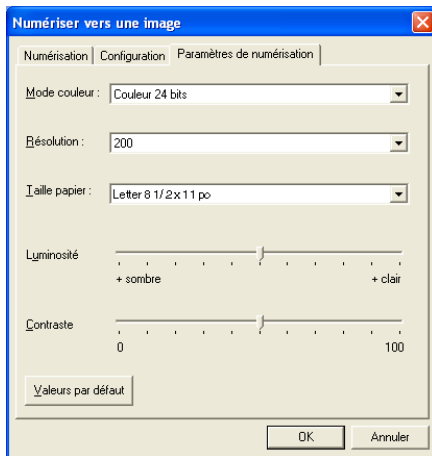 Numériser vers une image
Numérisation Configuration Paramètres de numérisation
Mode couleur : Couleur 24 bits
Résolution : 200
Taille papier : Letter 8 1/2 x 11 po
Luminosité
+ sombre + clair
Contraste
0 100
Valeurs par défaut
OK Annuler